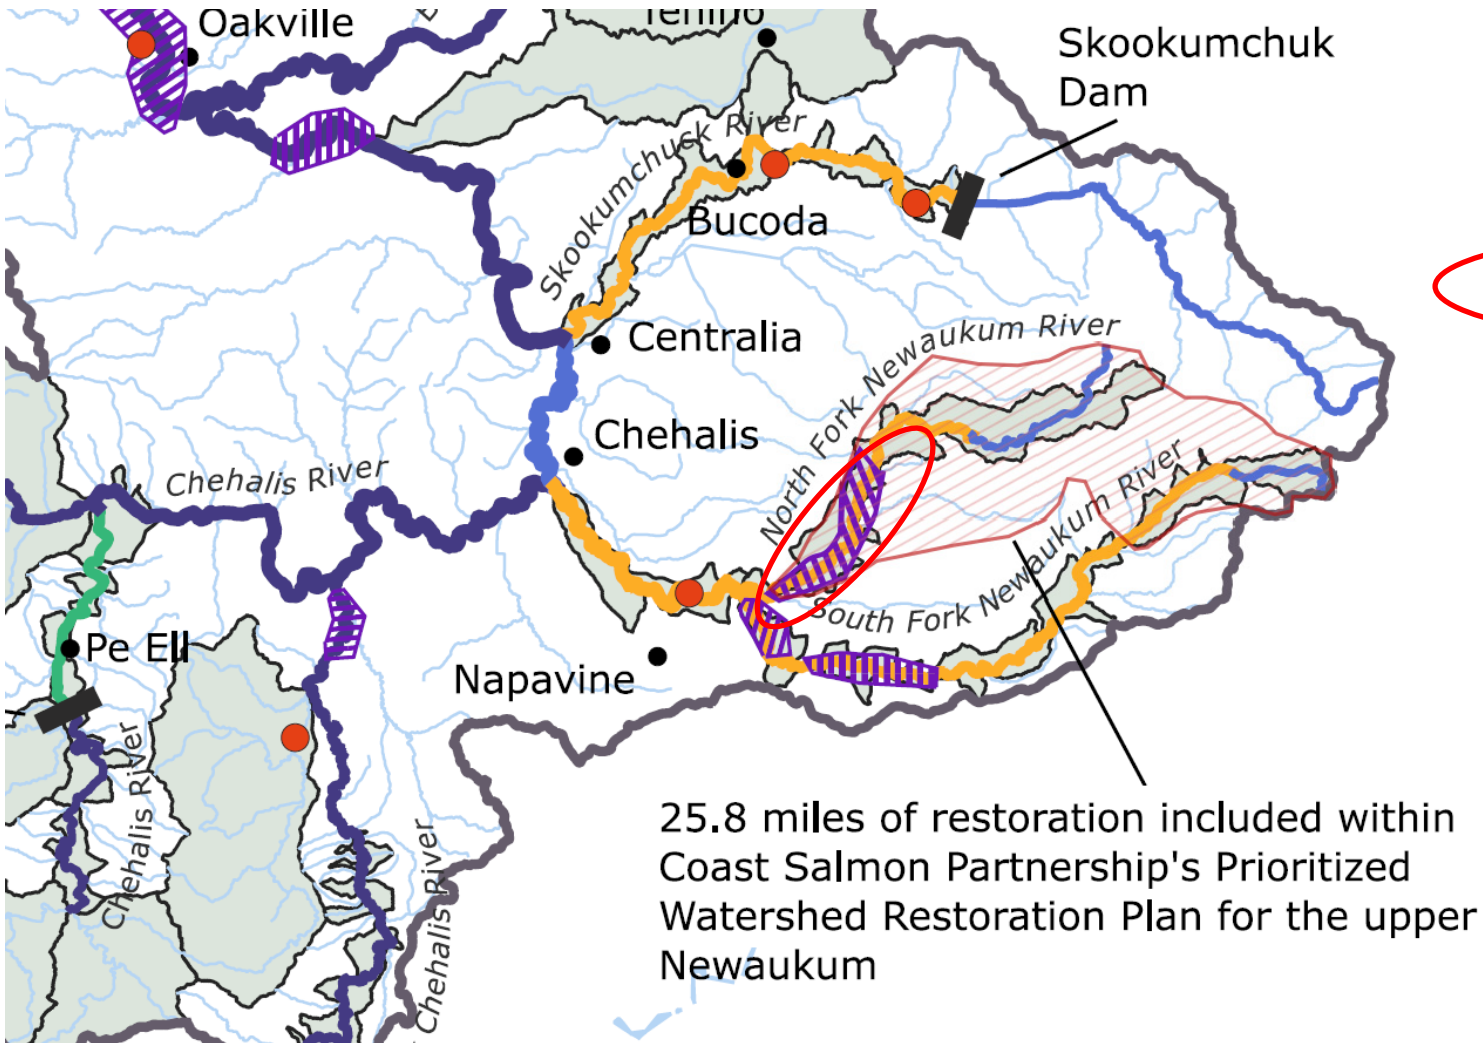 Oakville
Tenino
Skookumchuk
Dam
Skookumchuck River
Bucoda
Centralia
North Fork Newaukum River
Chehalis
Chehalis River
South Fork Newaukum River
Pe Ell
Napavine
Chehalis River
Chehalis River
25.8 miles of restoration included within
Coast Salmon Partnership's Prioritized
Watershed Restoration Plan for the upper
Newaukum